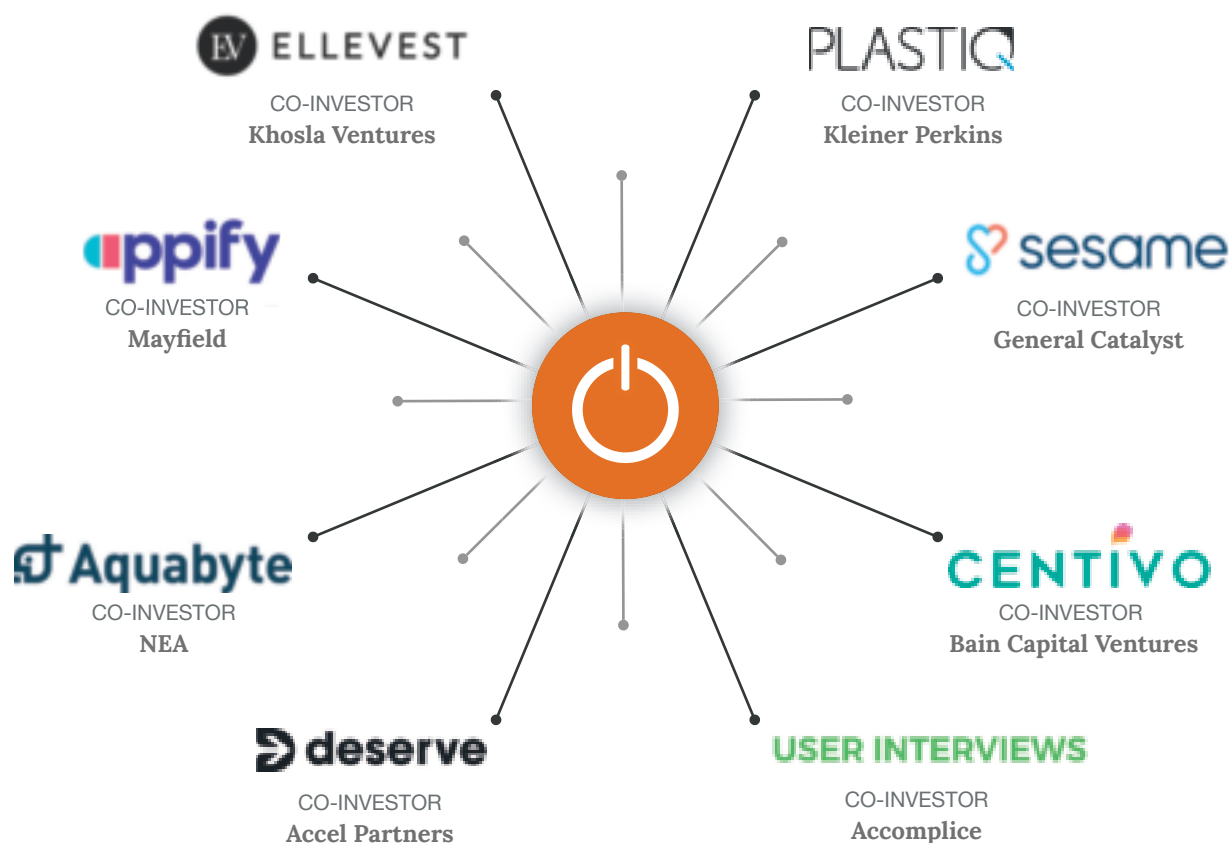 EV ELLEVEST
CO-INVESTOR
Khosla Ventures
PLASTIQ
CO-INVESTOR
Kleiner Perkins
appify
CO-INVESTOR
Mayfield
sesame
CO-INVESTOR
General Catalyst
Aquabyte
CO-INVESTOR
NEA
CENTIVO
CO-INVESTOR
Bain Capital Ventures
deserve
CO-INVESTOR
Accel Partners
USER INTERVIEWS
CO-INVESTOR
Accomplice